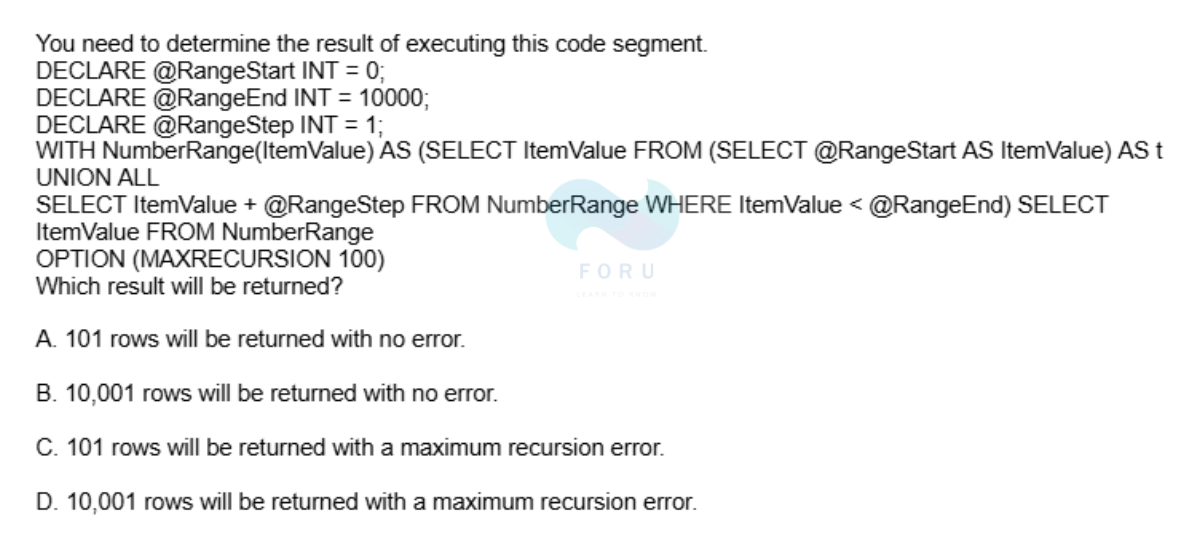 You need to determine the result of executing this code segment.
DECLARE @RangeStart INT = 0;
DECLARE @RangeEnd INT = 10000;
DECLARE @RangeStep INT = 1;
WITH NumberRange(ItemValue) AS (SELECT ItemValue FROM (SELECT @RangeStart AS ItemValue) AS t
UNION ALL
SELECT ItemValue + @RangeStep FROM NumberRange WHERE ItemValue < @RangeEnd) SELECT
ItemValue FROM NumberRange
OPTION (MAXRECURSION 100)
FORU
Which result will be returned?
A. 101 rows will be returned with no error.
B. 10,001 rows will be returned with no error.
C. 101 rows will be returned with a maximum recursion error.
D. 10,001 rows will be returned with a maximum recursion error.